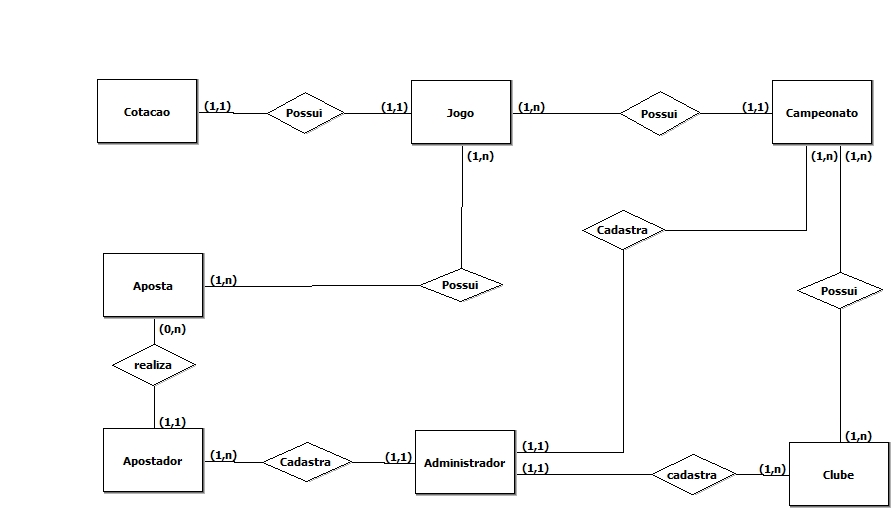 Cotacao (1,1) Possui (1,1) Jogo (1,n) Possui (1,1) Campeonato
(1,n) (1,n) (1,n)
Cadastra
Aposta (1,n) Possui Possui
(0,n)
realiza
(1,1) (1,n)
Apostador (1,n) Cadastra (1,1) Administrador (1,1)
(1,1) cadastra (1,n) Clube